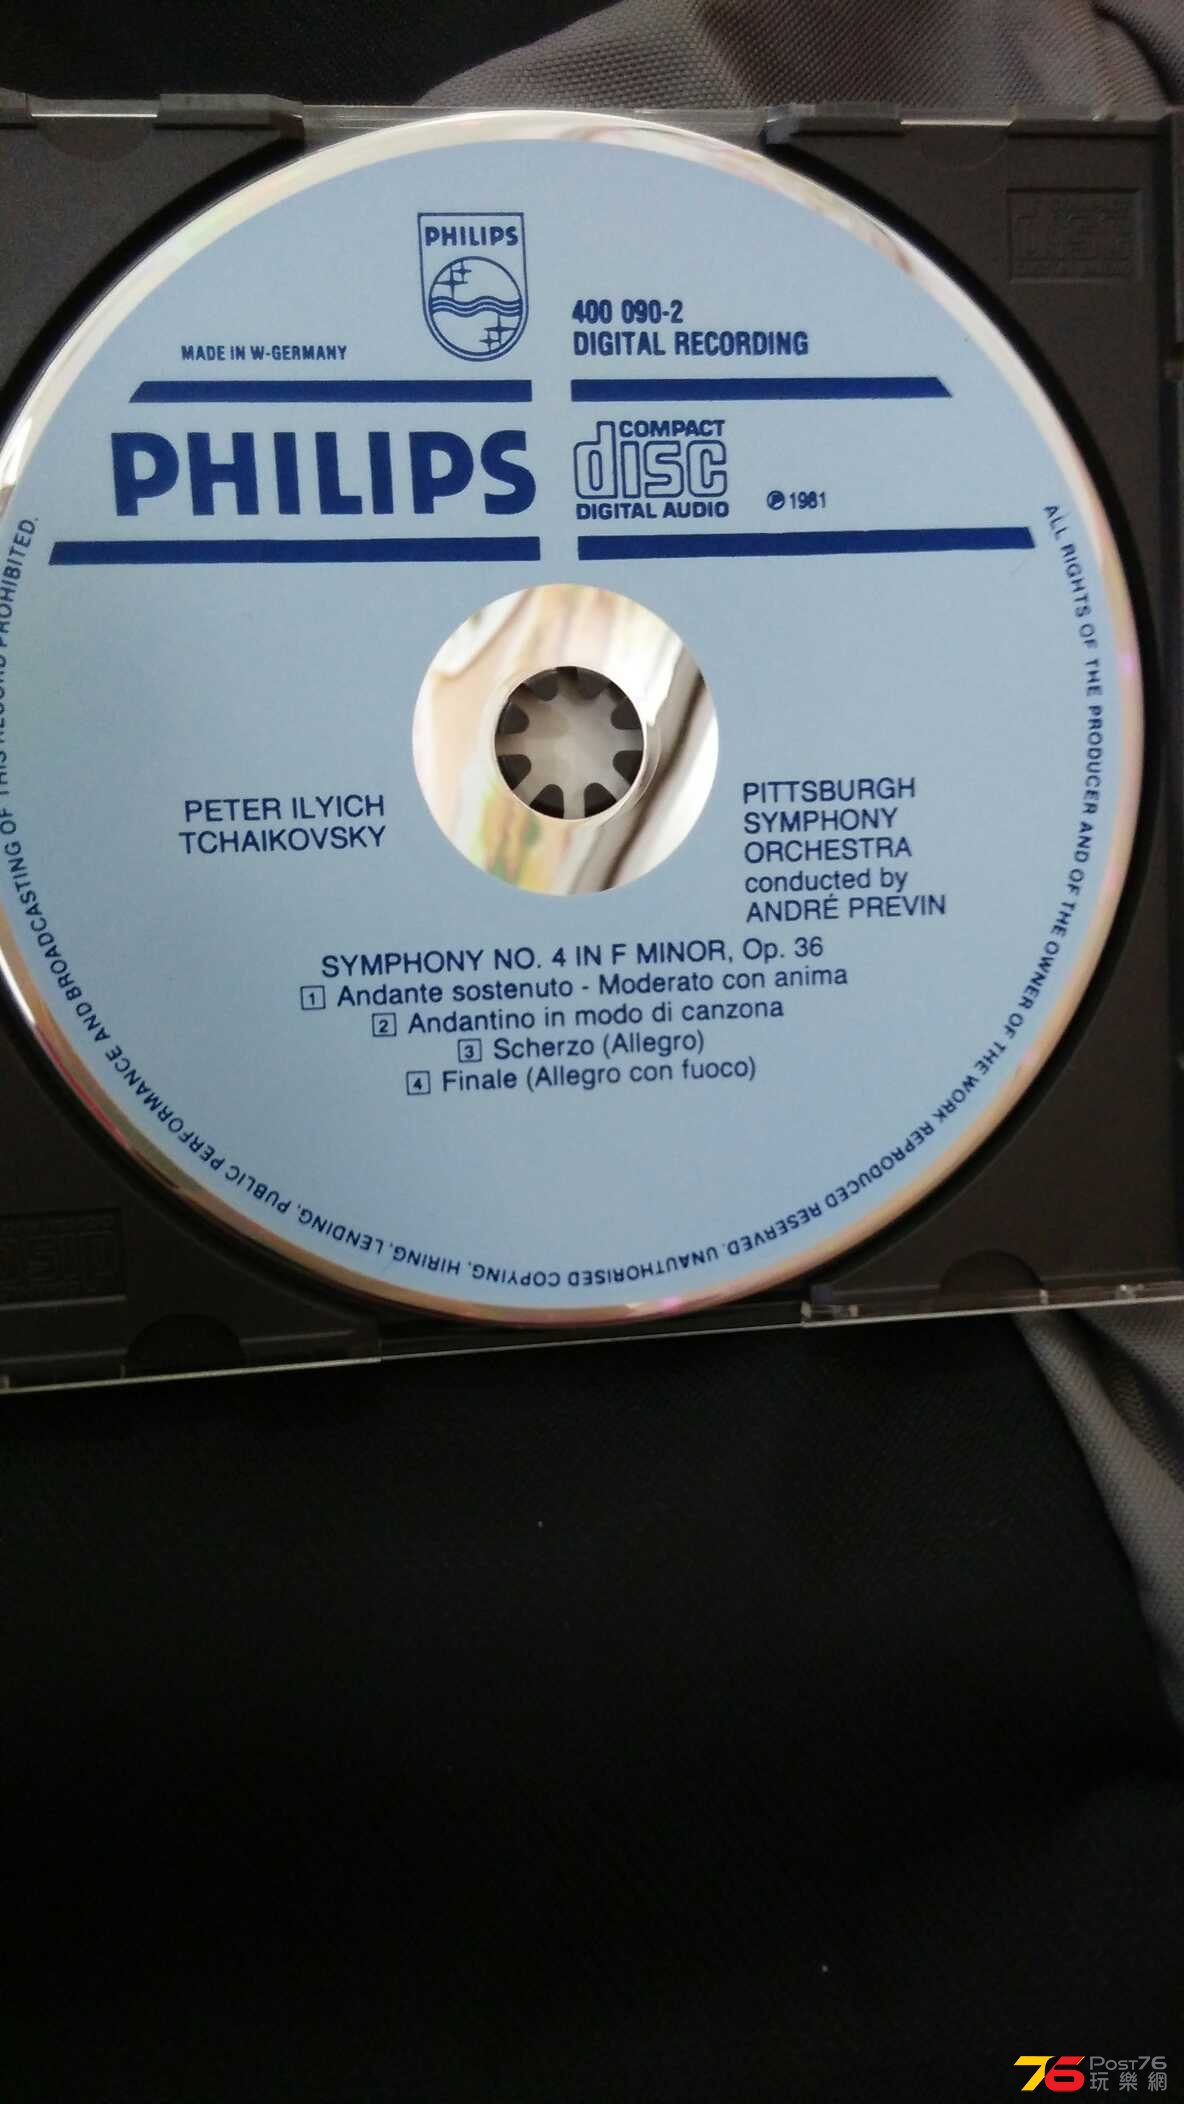 PHILIPS
400 090-2
DIGITAL RECORDING
MADE IN W-GERMANY
PHILIPS
COMPACT
disc
DIGITAL AUDIO
℗ 1981
PETER ILYICH
TCHAIKOVSKY
PITTSBURGH
SYMPHONY
ORCHESTRA
conducted by
ANDRÉ PREVIN
SYMPHONY NO. 4 IN F MINOR, Op. 36
1 Andante sostenuto - Moderato con anima
2 Andantino in modo di canzona
3 Scherzo (Allegro)
4 Finale (Allegro con fuoco)
ALL RIGHTS OF THE PRODUCER AND OF THE OWNER OF THE WORK REPRODUCED RESERVED. UNAUTHORISED COPYING, HIRING, LENDING, PUBLIC PERFORMANCE AND BROADCASTING OF THIS RECORD PROHIBITED.
76 POST76
玩樂網